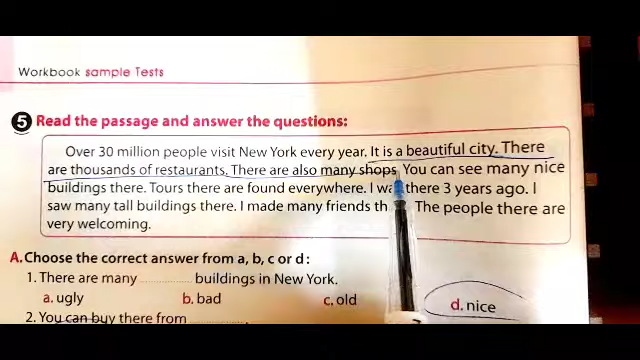 Workbook sample Tests
5 Read the passage and answer the questions:
Over 30 million people visit New York every year. It is a beautiful city. There
are thousands of restaurants. There are also many shops. You can see many nice
buildings there. Tours there are found everywhere. I there 3 years ago. I
saw many tall buildings there. I made many friends The people there are
very welcoming.
A. Choose the correct answer from a, b, c or d :
1. There are many .............. buildings in New York.
a. ugly b. bad c. old d. nice
2. You can buy there from .............. .